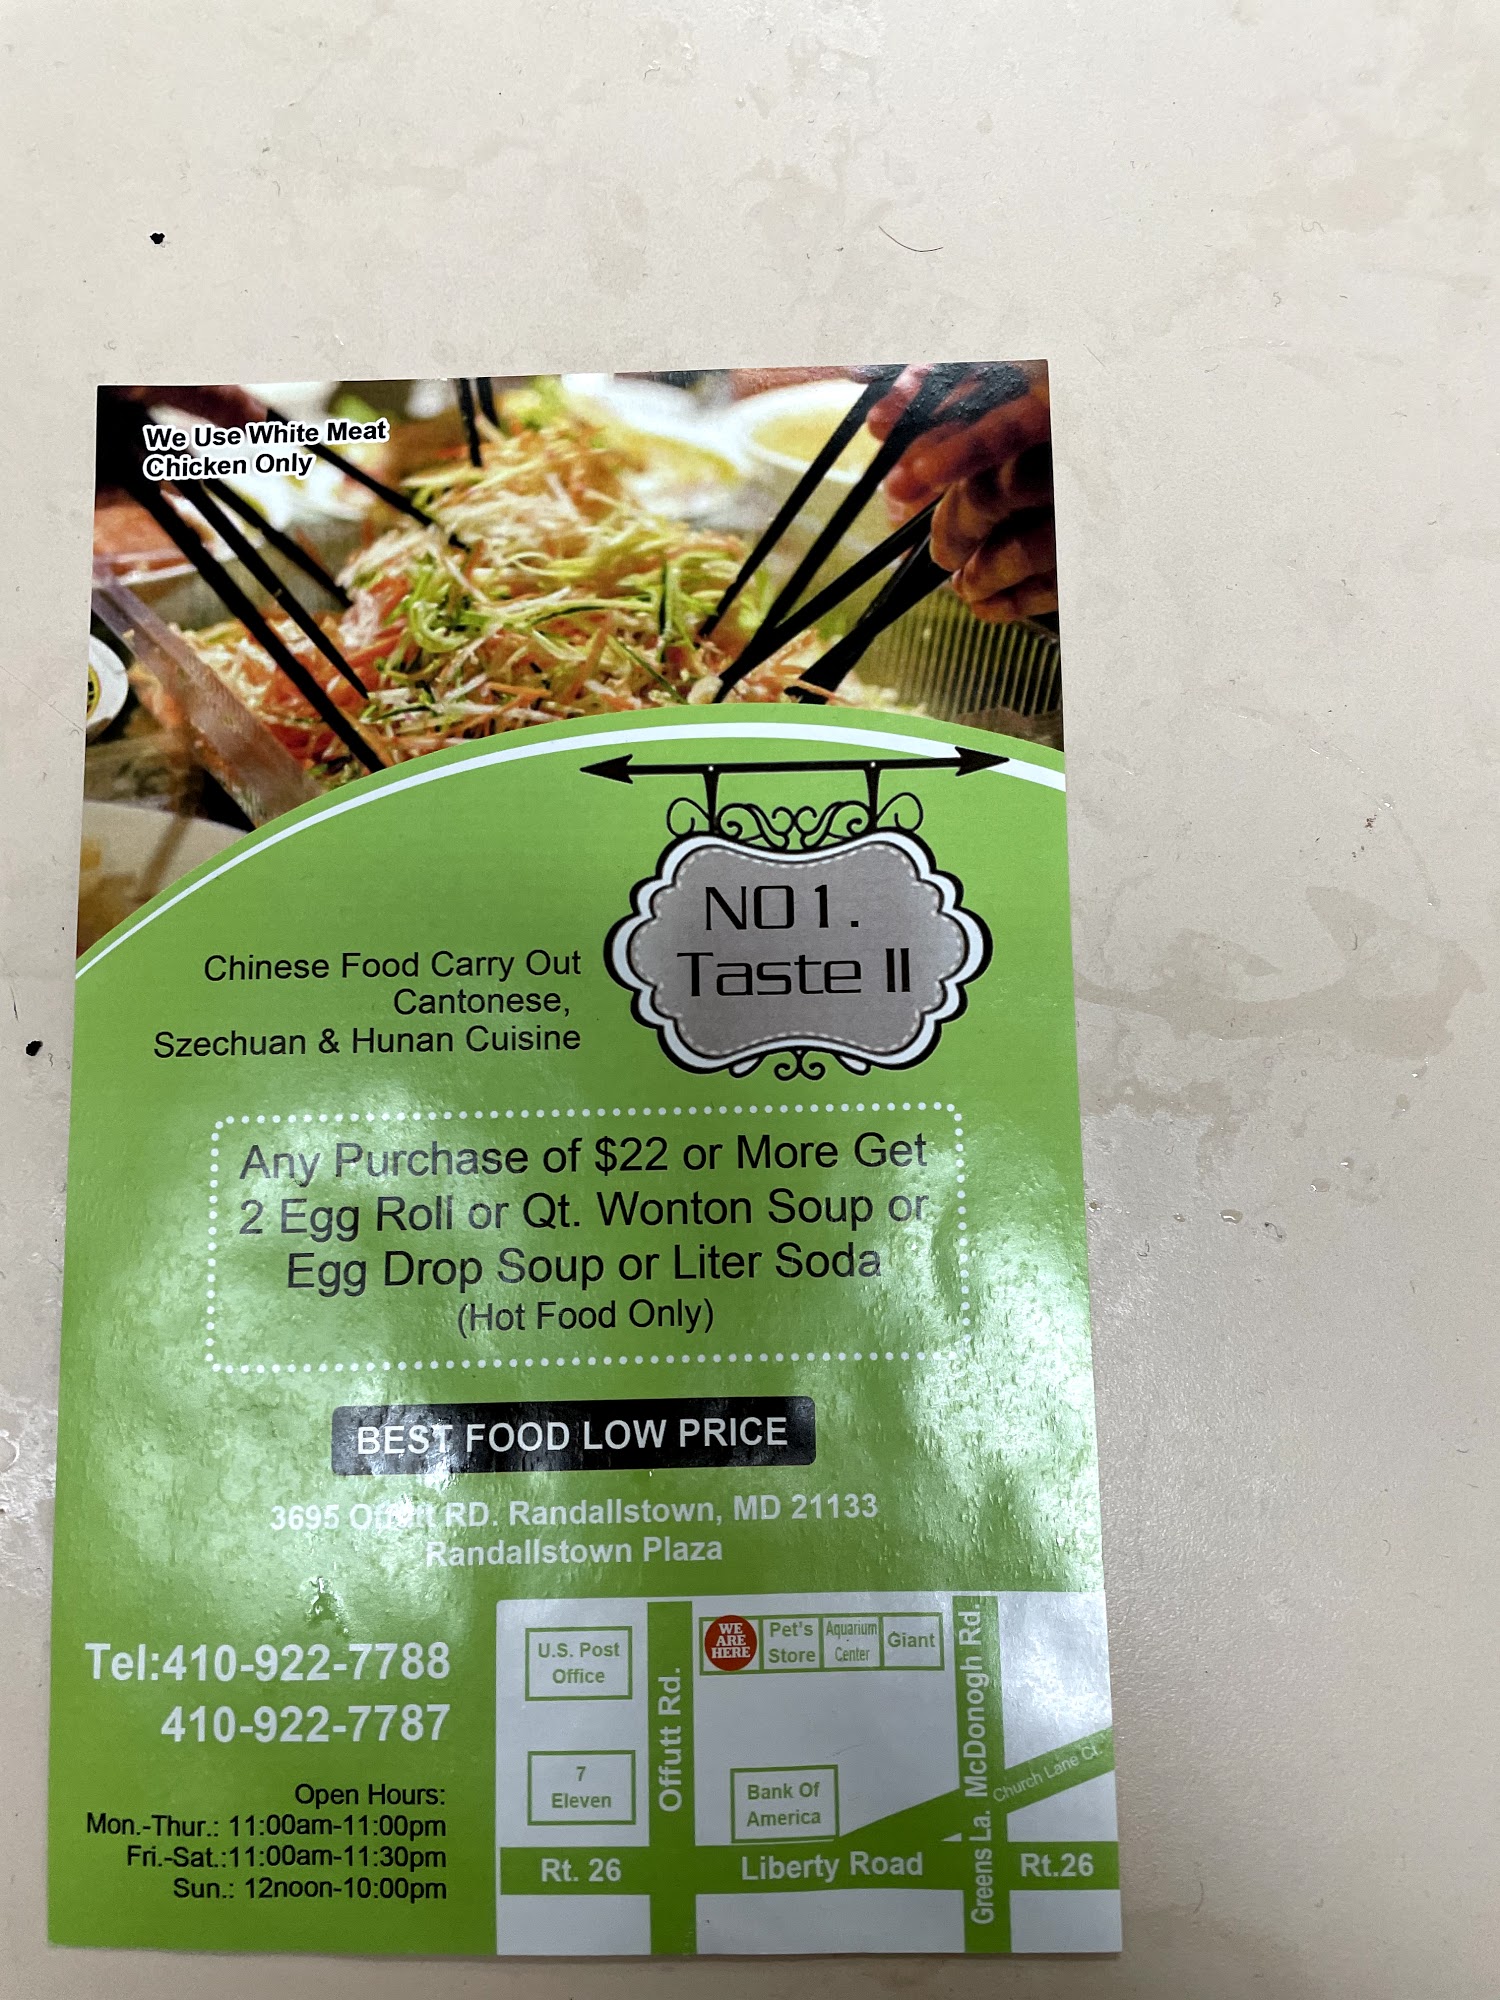 We Use White Meat
Chicken Only
NO1.
Taste II
Chinese Food Carry Out
Cantonese,
Szechuan & Hunan Cuisine
Any Purchase of $22 or More Get
2 Egg Roll or Qt. Wonton Soup or
Egg Drop Soup or Liter Soda
(Hot Food Only)
BEST FOOD LOW PRICE
3695 Offutt RD. Randallstown, MD 21133
Randallstown Plaza
Tel:410-922-7788
410-922-7787
Open Hours:
Mon.-Thur.: 11:00am-11:00pm
Fri.-Sat.:11:00am-11:30pm
Sun.: 12noon-10:00pm
U.S. Post
Office
7
Eleven
Offutt Rd.
WE
ARE
HERE
Pet's
Store
Aquarium
Center
Giant
Bank Of
America
Greens La. McDonogh Rd.
Church Lane Ct.
Rt. 26
Liberty Road
Rt.26